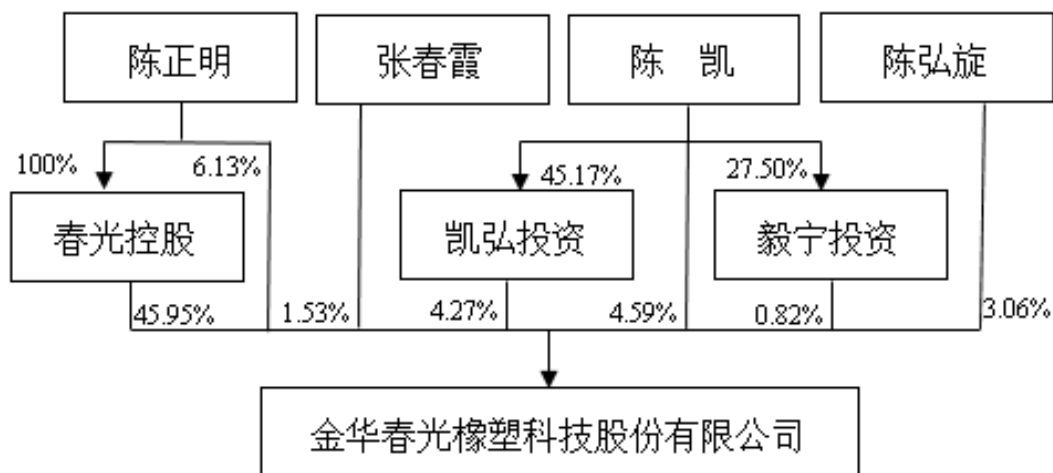 陈正明
张春霞
陈 凯
陈弘旋
100%
6.13%
45.17%
27.50%
春光控股
凯弘投资
毅宁投资
45.95%
1.53%
4.27%
4.59%
0.82%
3.06%
金华春光橡塑科技股份有限公司